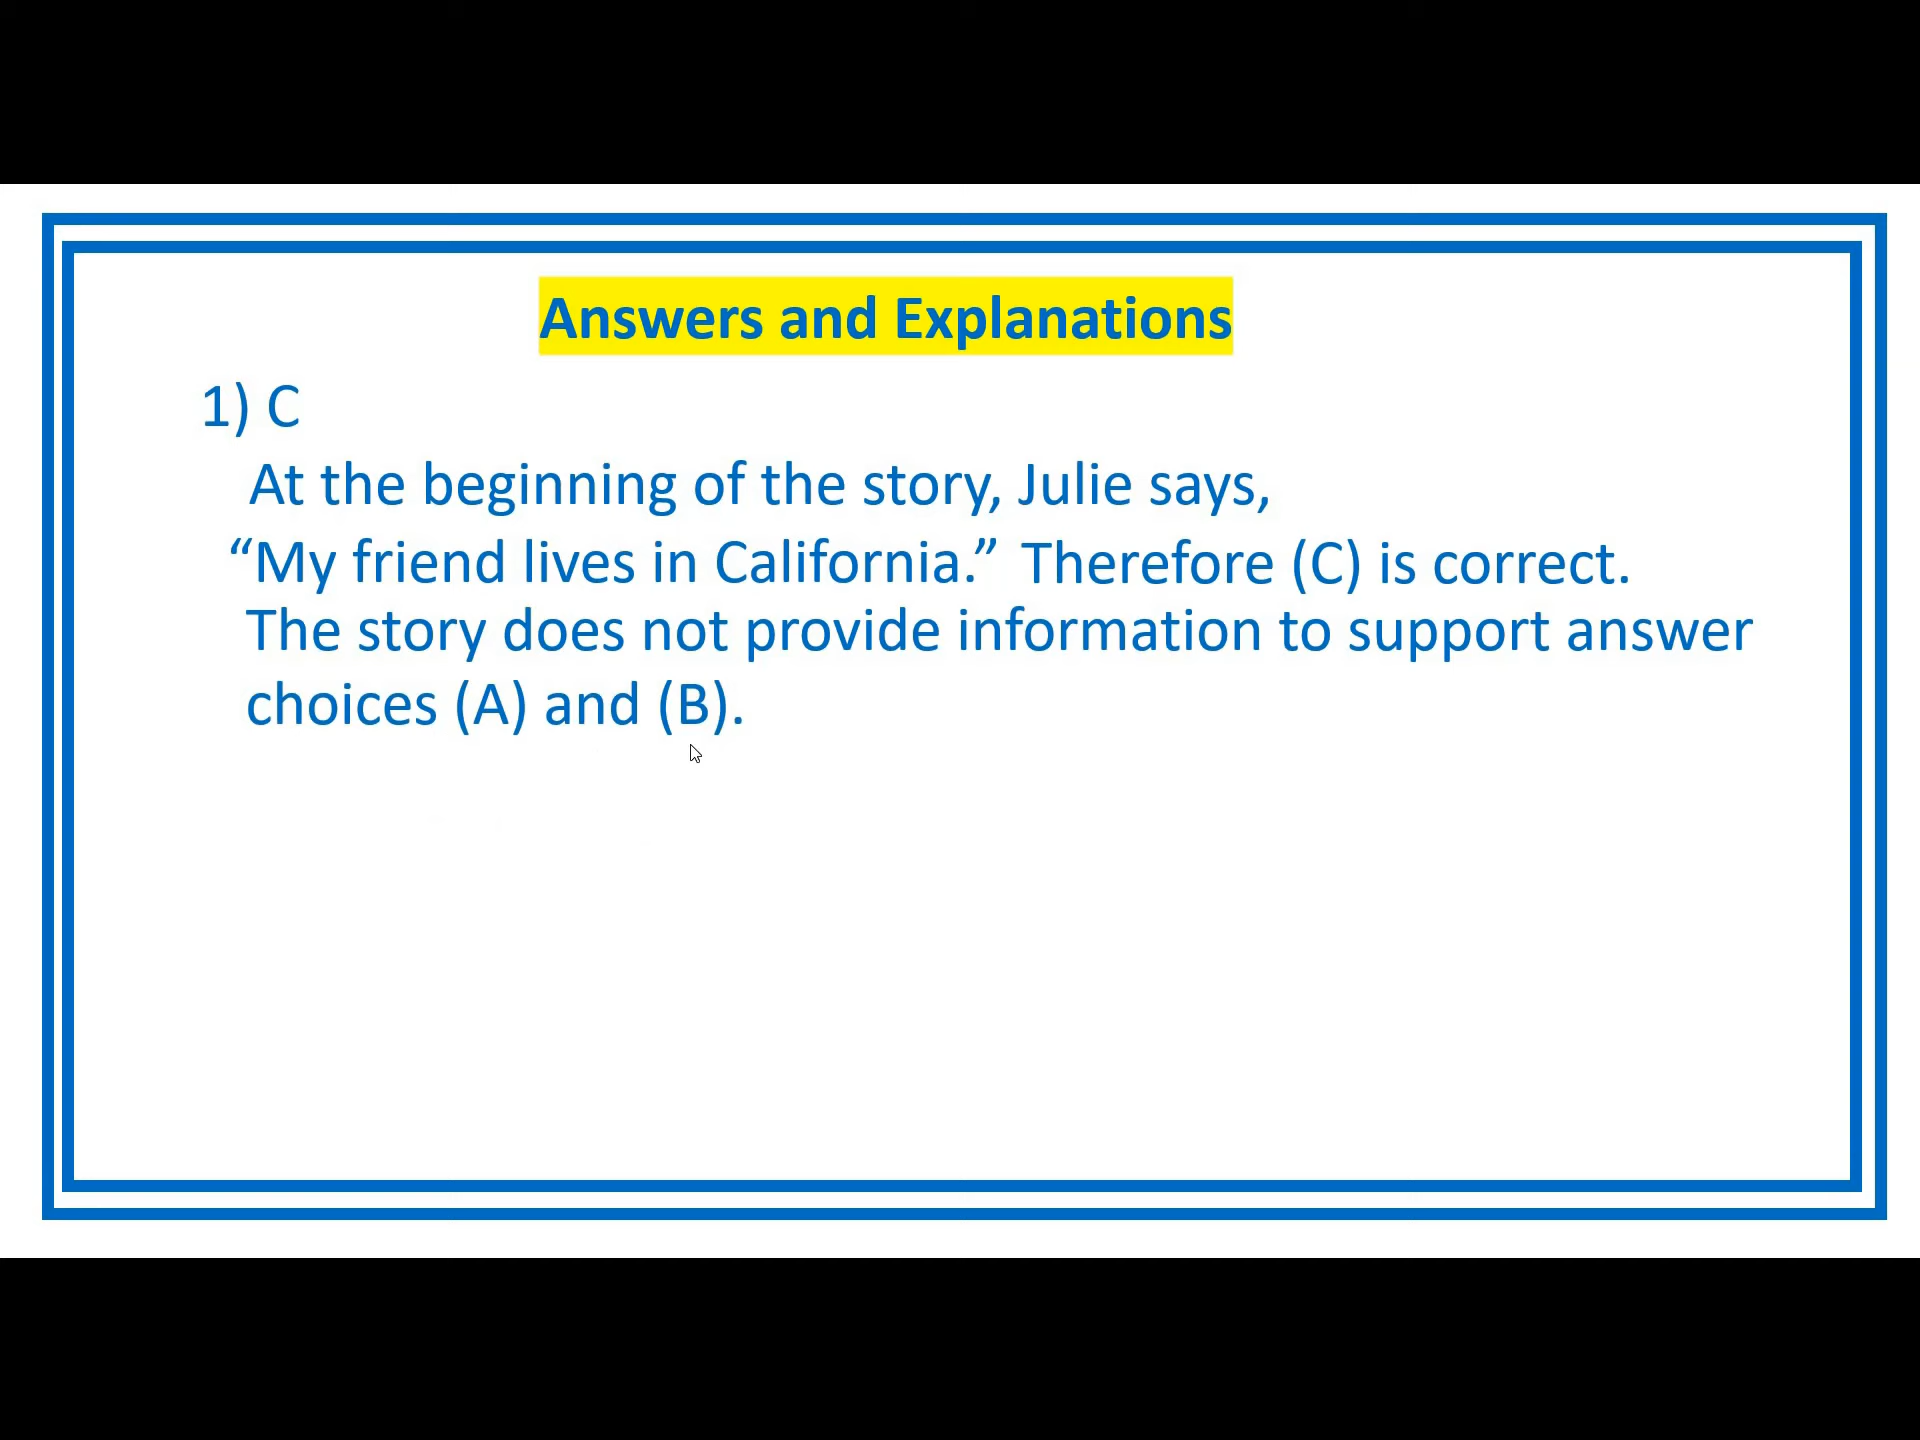 Answers and Explanations
1) C
At the beginning of the story, Julie says,
“My friend lives in California.” Therefore (C) is correct.
The story does not provide information to support answer
choices (A) and (B).